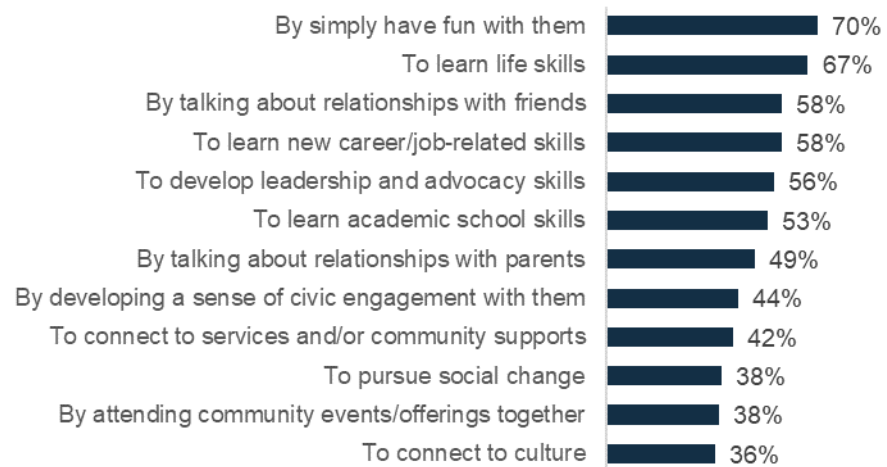 By simply have fun with them 70%
To learn life skills 67%
By talking about relationships with friends 58%
To learn new career/job-related skills 58%
To develop leadership and advocacy skills 56%
To learn academic school skills 53%
By talking about relationships with parents 49%
By developing a sense of civic engagement with them 44%
To connect to services and/or community supports 42%
To pursue social change 38%
By attending community events/offerings together 38%
To connect to culture 36%